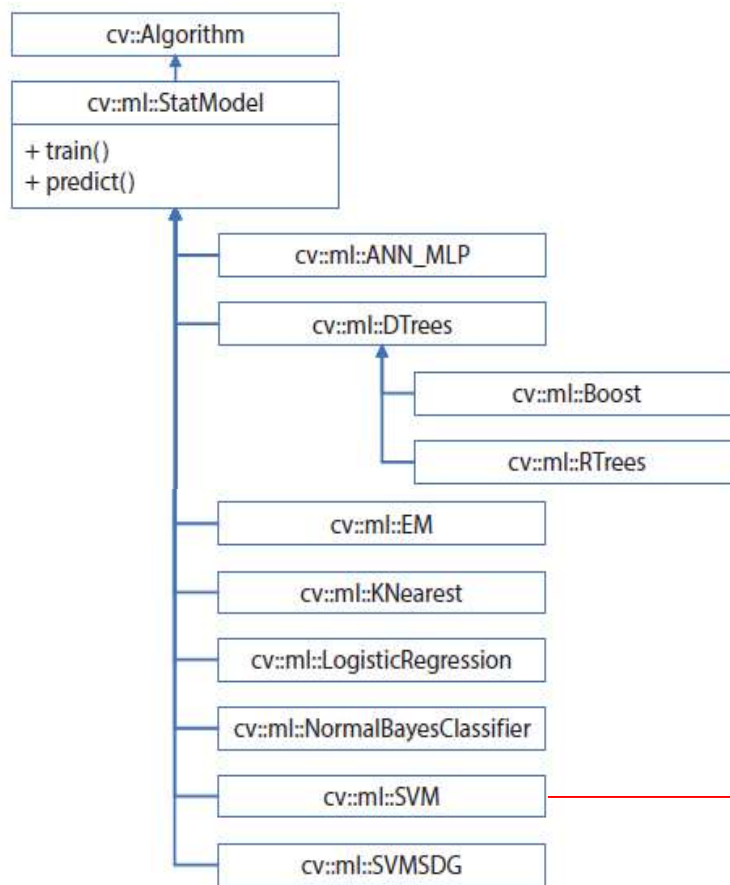 cv::Algorithm
cv::ml::StatModel
+ train()
+ predict()
cv::ml::ANN_MLP
cv::ml::DTrees
cv::ml::Boost
cv::ml::RTrees
cv::ml::EM
cv::ml::KNearest
cv::ml::LogisticRegression
cv::ml::NormalBayesClassifier
cv::ml::SVM
cv::ml::SVMSDG